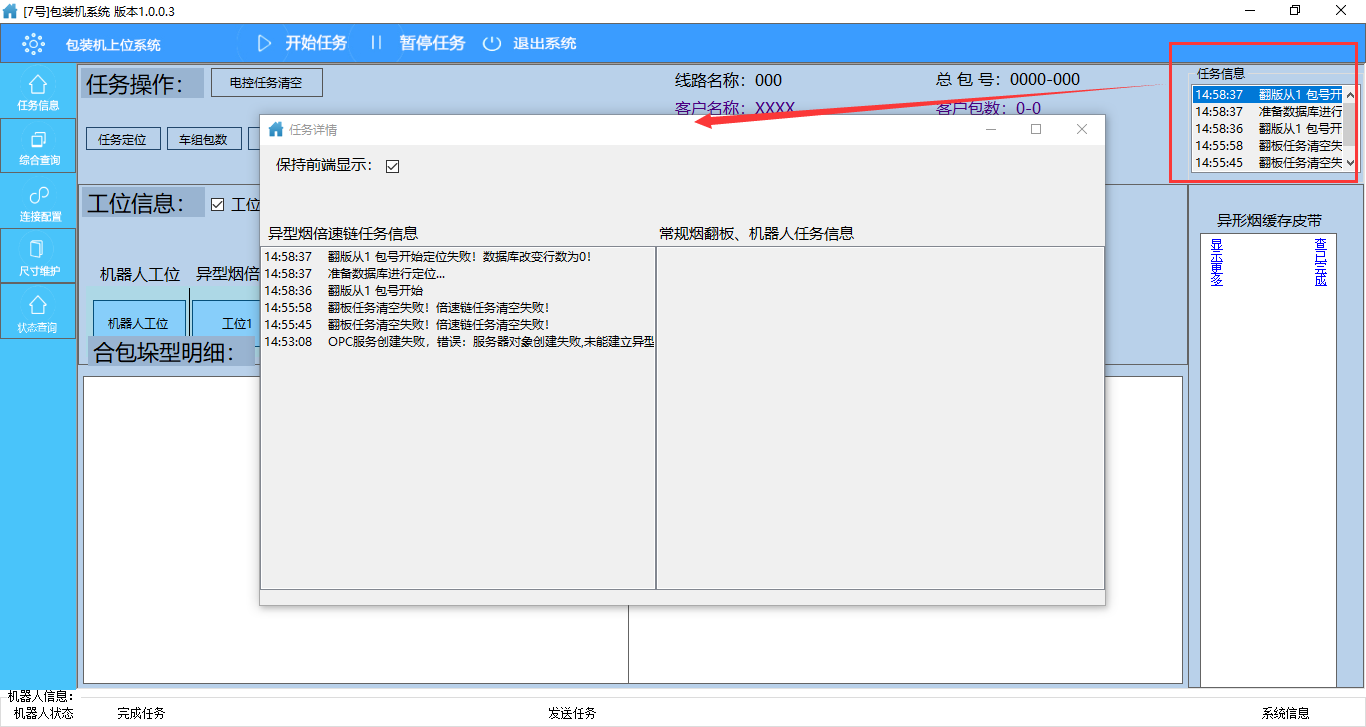 [7号]包装机系统 版本1.0.0.3
包装机上位系统 开始任务 暂停任务 退出系统
任务信息
综合查询
连接配置
尺寸维护
状态查询
任务操作： 电控任务清空
线路名称：000 总 包 号：0000-000
客户名称：XXXX 客户包数：0-0
任务定位 车组包数
任务信息
14:58:37 翻版从1 包号开
14:58:37 准备数据库进行
14:58:36 翻版从1 包号开
14:55:58 翻板任务清空失
14:55:45 翻板任务清空失
工位信息： 工位
机器人工位 异型烟倍
机器人工位 工位1
合包垛型明细：
任务详情
保持前端显示：
异型烟倍速链任务信息 常规烟翻板、机器人任务信息
14:58:37 翻版从1 包号开始定位失败！数据库改变行数为0！
14:58:37 准备数据库进行定位...
14:58:36 翻版从1 包号开始
14:55:58 翻板任务清空失败！倍速链任务清空失败！
14:55:45 翻板任务清空失败！倍速链任务清空失败！
14:53:08 OPC服务创建失败，错误：服务器对象创建失败,未能建立异型
异形烟缓存皮带
显示更多
查已完成
机器人信息：
机器人状态 完成任务 发送任务 系统信息